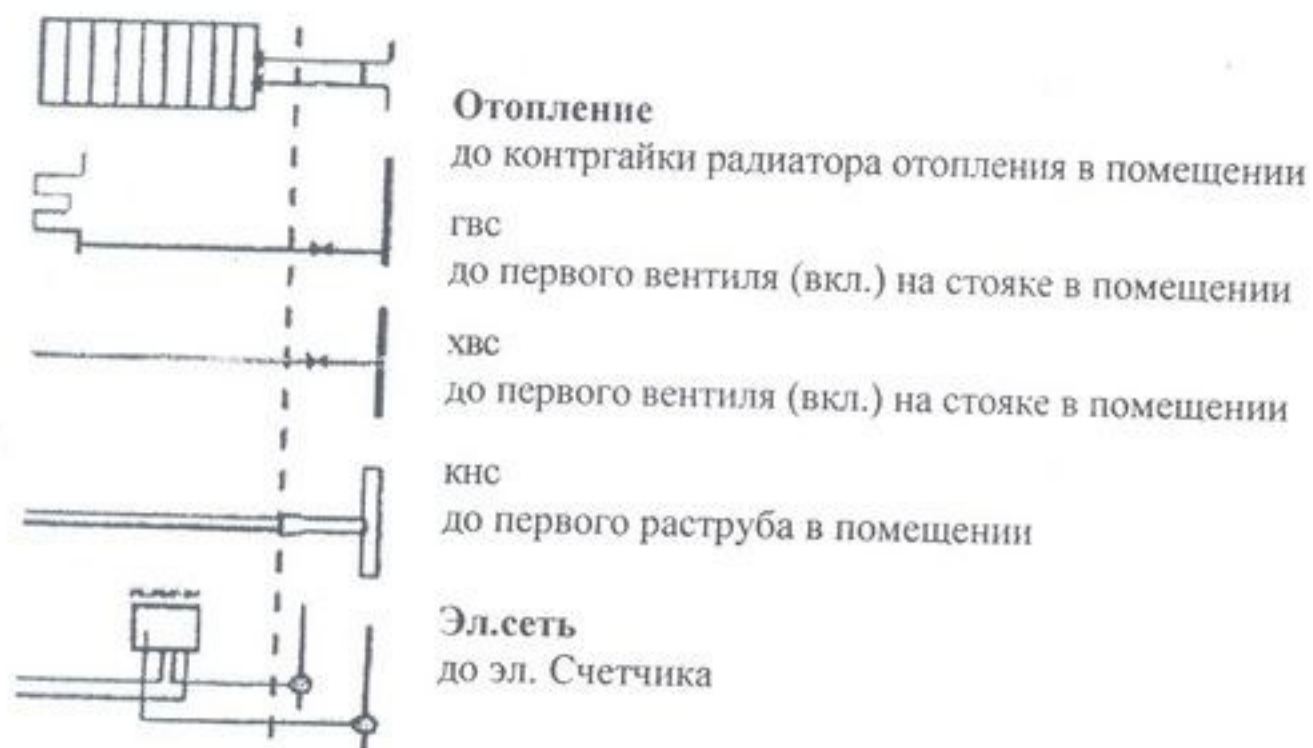 Отопление
до контргайки радиатора отопления в помещении
гвс
до первого вентиля (вкл.) на стояке в помещении
хвс
до первого вентиля (вкл.) на стояке в помещении
кнс
до первого раструба в помещении
Эл.сеть
до эл. Счетчика